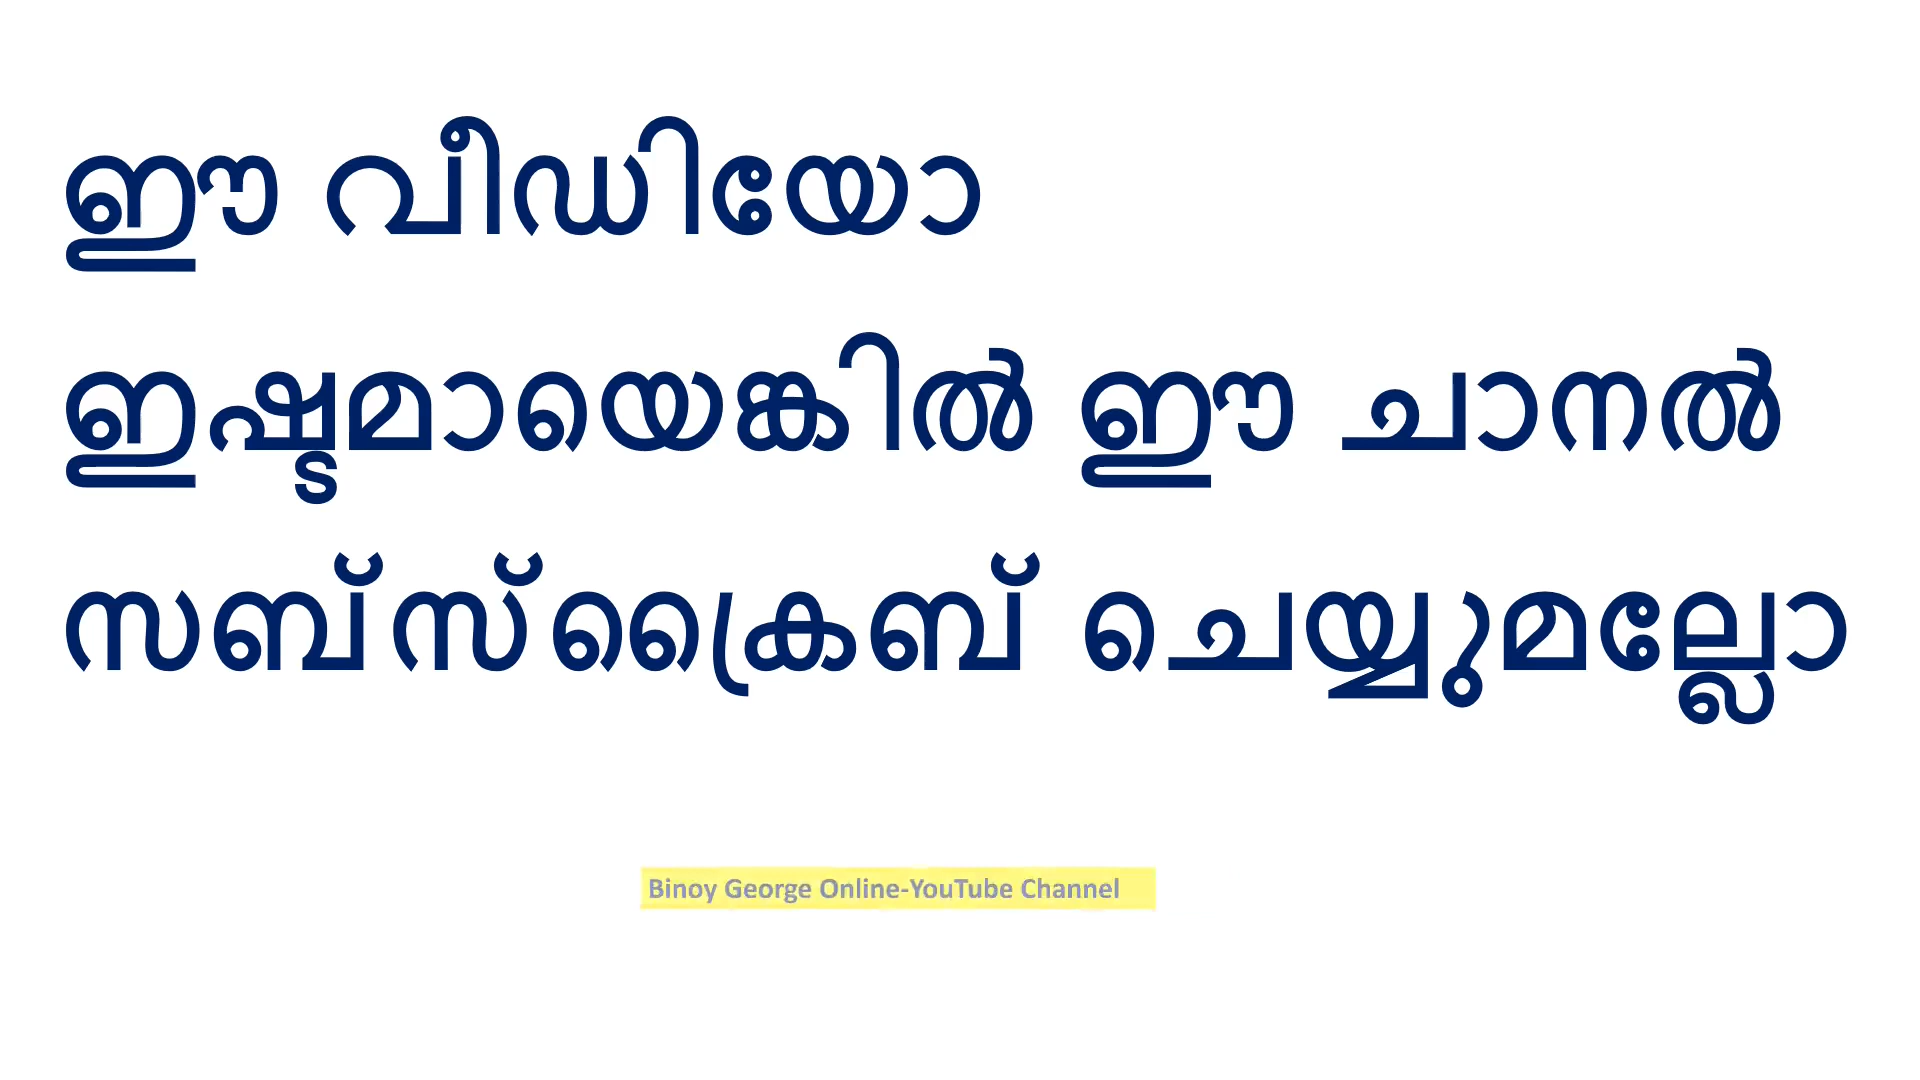 ഈ വീഡിയോ
ഇഷ്ടമായെങ്കിൽ ഈ ചാനൽ
സബ്സ്ക്രൈബ് ചെയ്യുമല്ലോ
Binoy George Online-YouTube Channel